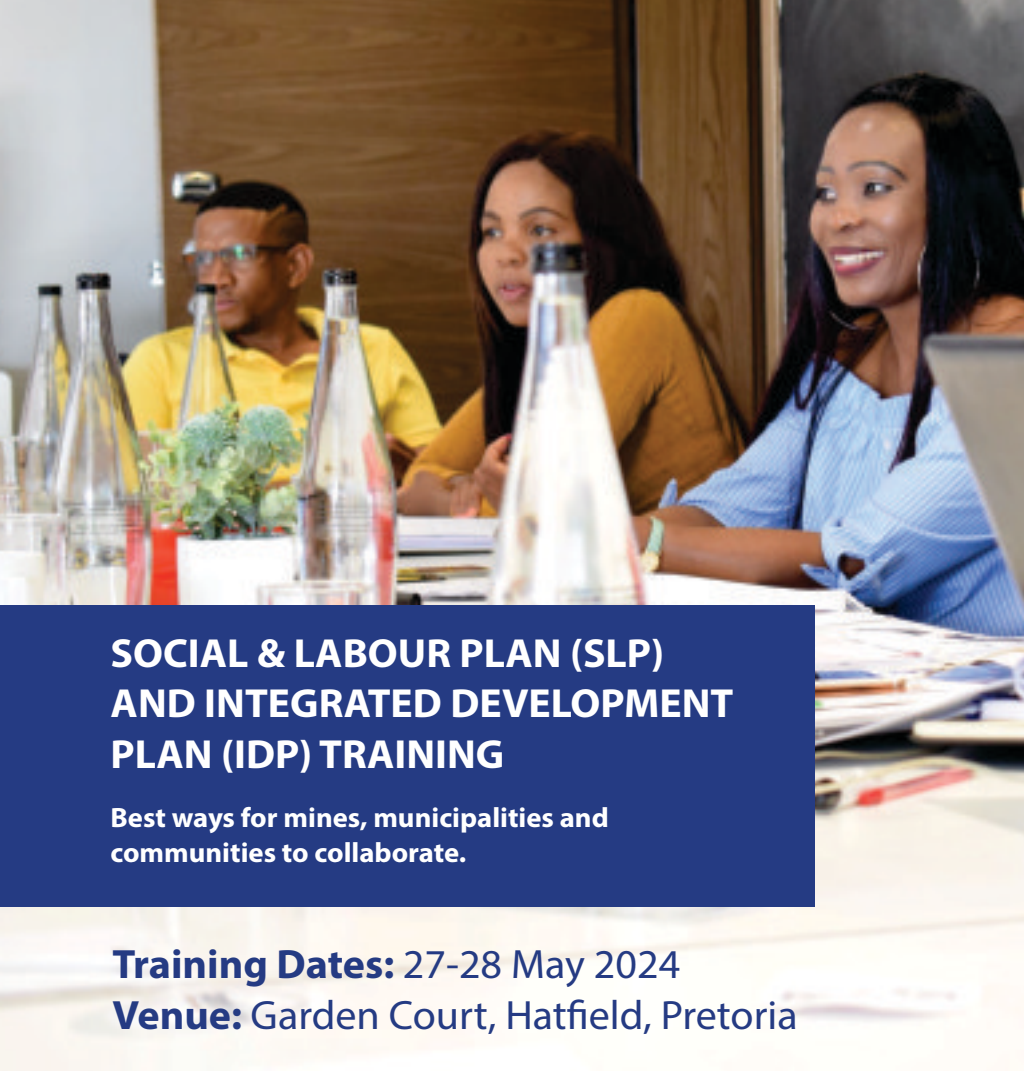 SOCIAL & LABOUR PLAN (SLP)
AND INTEGRATED DEVELOPMENT
PLAN (IDP) TRAINING
Best ways for mines, municipalities and
communities to collaborate.
Training Dates: 27-28 May 2024
Venue: Garden Court, Hatfield, Pretoria